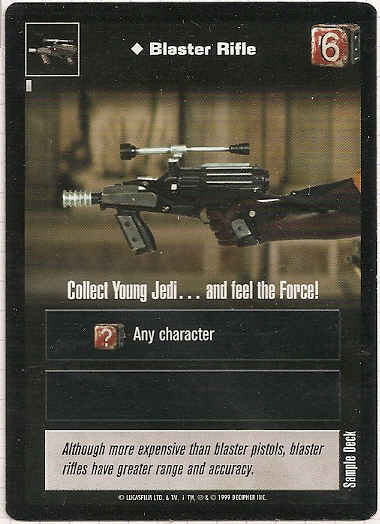 ◆ Blaster Rifle
6
Collect Young Jedi . . . and feel the Force!
? Any character
Although more expensive than blaster pistols, blaster
rifles have greater range and accuracy.
Sample Deck
© LUCASFILM LTD. & TM. ® & © 1999 DECIPHER INC.